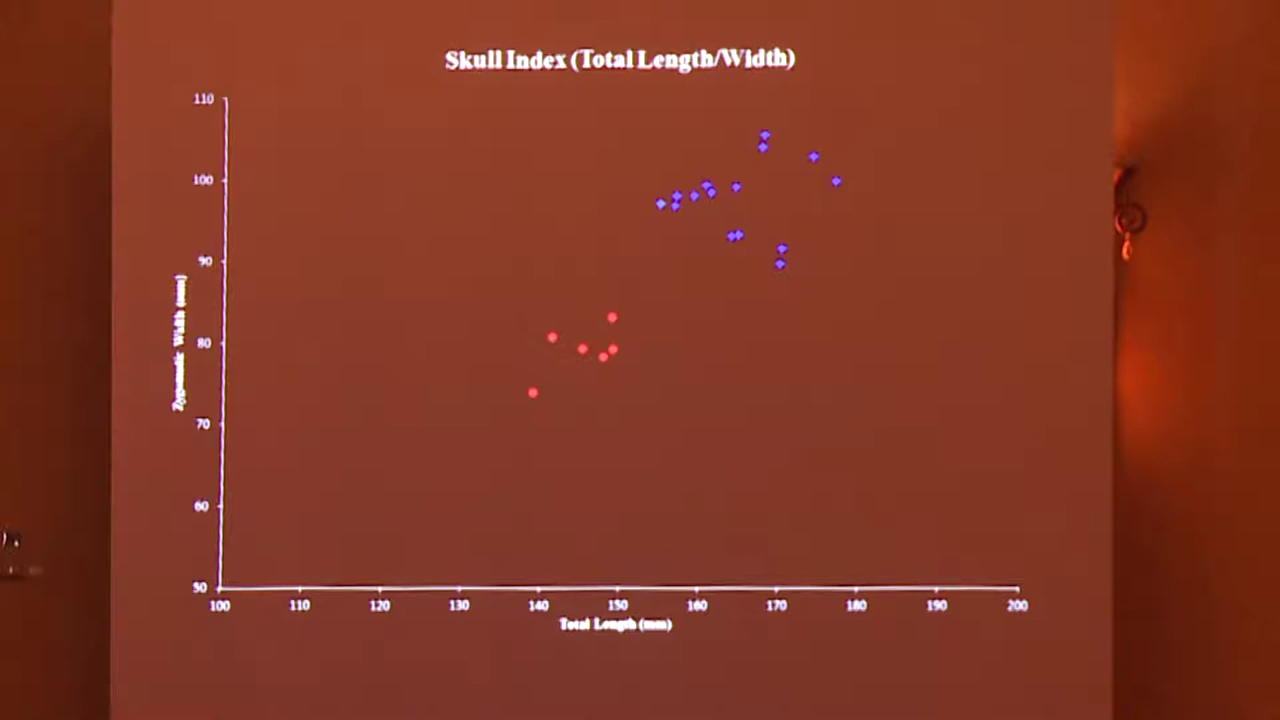 Skull Index (Total Length/Width)
110
100
90
80
70
60
50
Zygomatic Width (mm)
100 110 120 130 140 150 160 170 180 190 200
Total Length (mm)